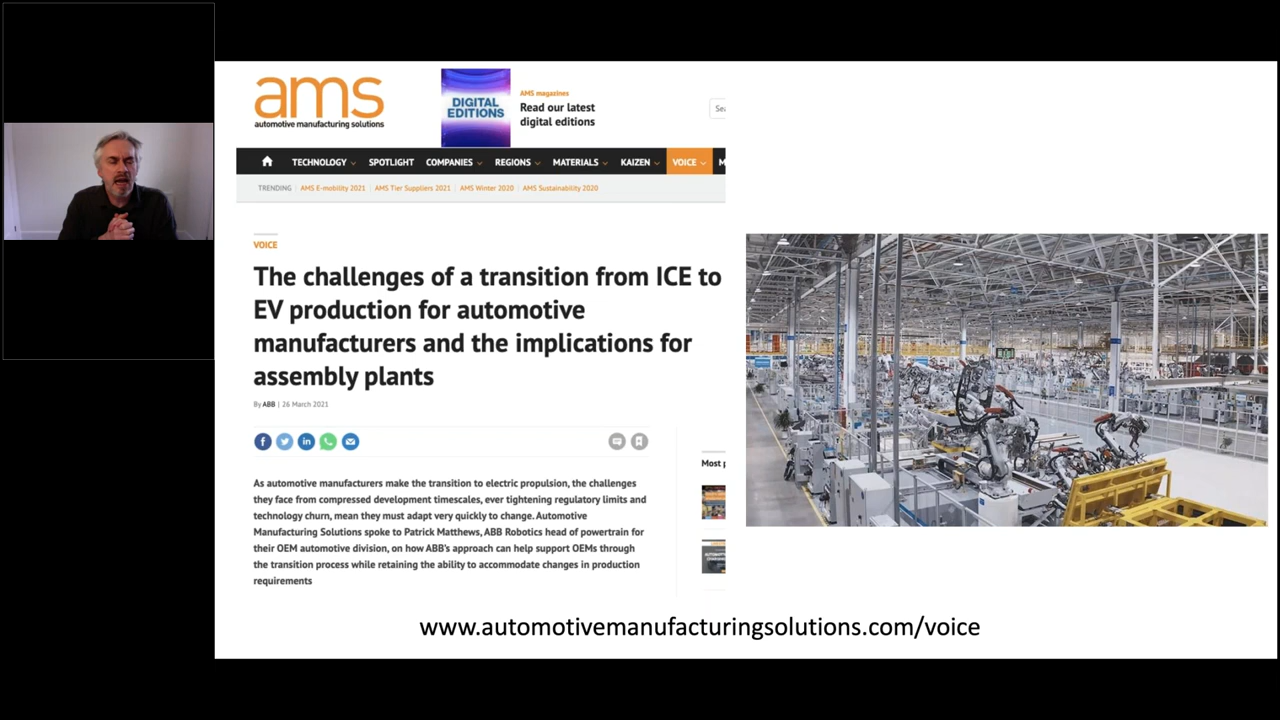 ams
automotive manufacturing solutions
DIGITAL
EDITIONS
AMS magazines
Read our latest
digital editions
TECHNOLOGY
SPOTLIGHT
COMPANIES
REGIONS
MATERIALS
KAIZEN
VOICE
TRENDING
AMS E-mobility 2021
AMS Tier Suppliers 2021
AMS Winter 2020
AMS Sustainability 2020
VOICE
The challenges of a transition from ICE to
EV production for automotive
manufacturers and the implications for
assembly plants
By ABB | 26 March 2021
As automotive manufacturers make the transition to electric propulsion, the challenges
they face from compressed development timescales, ever tightening regulatory limits and
technology churn, mean they must adapt very quickly to change. Automotive
Manufacturing Solutions spoke to Patrick Matthews, ABB Robotics head of powertrain for
their OEM automotive division, on how ABB's approach can help support OEMs through
the transition process while retaining the ability to accommodate changes in production
requirements
Most
www.automotivemanufacturingsolutions.com/voice